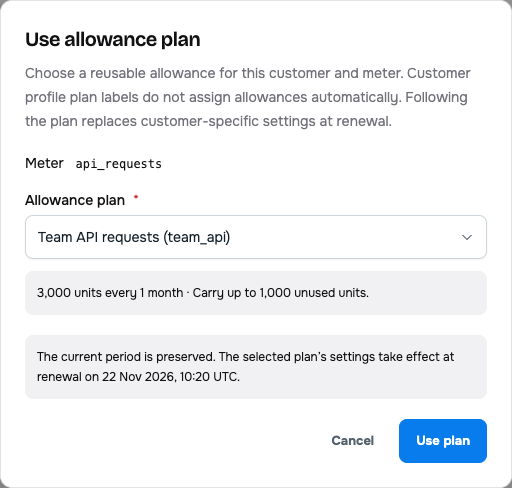 Use allowance plan
Choose a reusable allowance for this customer and meter. Customer
profile plan labels do not assign allowances automatically. Following
the plan replaces customer-specific settings at renewal.
Meter api_requests
Allowance plan *
Team API requests (team_api)
3,000 units every 1 month · Carry up to 1,000 unused units.
The current period is preserved. The selected plan's settings take effect at
renewal on 22 Nov 2026, 10:20 UTC.
Cancel Use plan